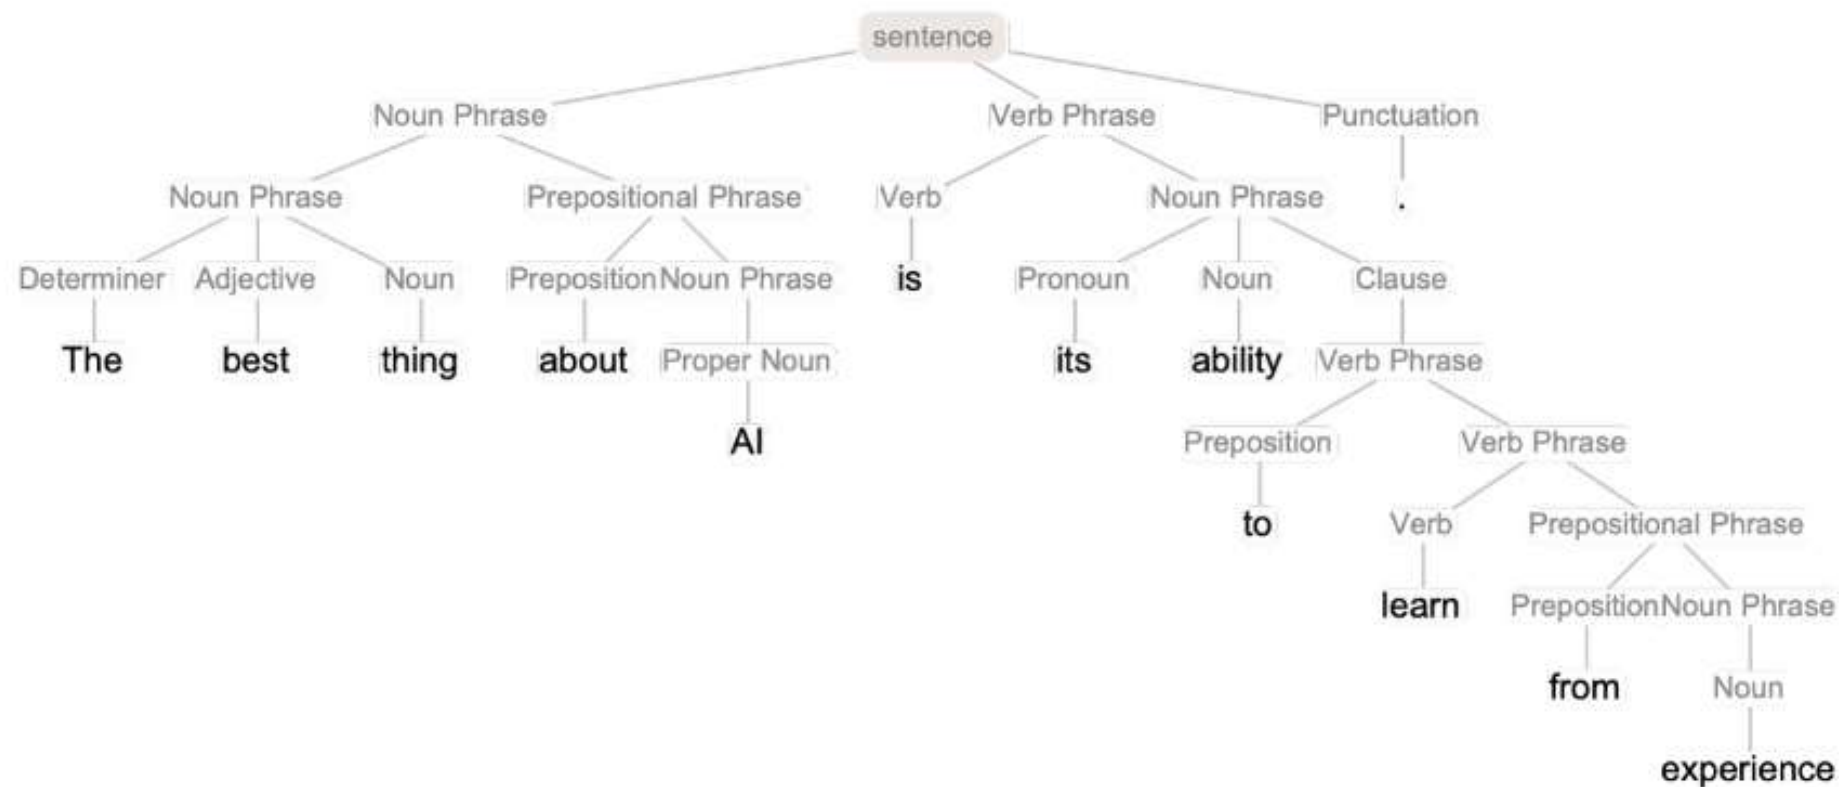 sentence
Noun Phrase Verb Phrase Punctuation
Noun Phrase Prepositional Phrase Verb Noun Phrase .
Determiner Adjective Noun Preposition Noun Phrase is Pronoun Noun Clause
The best thing about Proper Noun its ability Verb Phrase
AI Preposition Verb Phrase
to Verb Prepositional Phrase
learn Preposition Noun Phrase
from Noun
experience